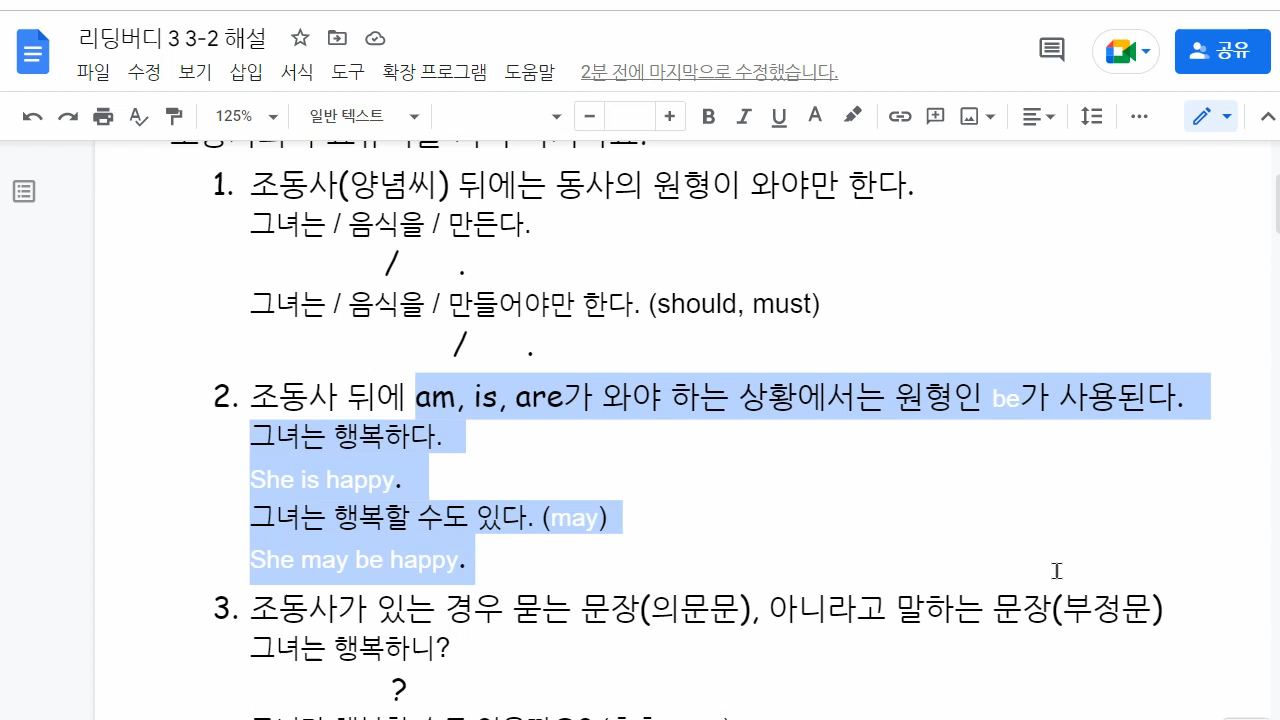 리딩버디 3 3-2 해설
공유
파일 수정 보기 삽입 서식 도구 확장 프로그램 도움말 2분 전에 마지막으로 수정했습니다.
125% 일반 텍스트 B I U A
1. 조동사(양념씨) 뒤에는 동사의 원형이 와야만 한다.
그녀는 / 음식을 / 만든다.
/ .
그녀는 / 음식을 / 만들어야만 한다. (should, must)
/ .
2. 조동사 뒤에 am, is, are가 와야 하는 상황에서는 원형인 be가 사용된다.
그녀는 행복하다.
She is happy.
그녀는 행복할 수도 있다. (may)
She may be happy.
3. 조동사가 있는 경우 묻는 문장(의문문), 아니라고 말하는 문장(부정문)
그녀는 행복하니?
?